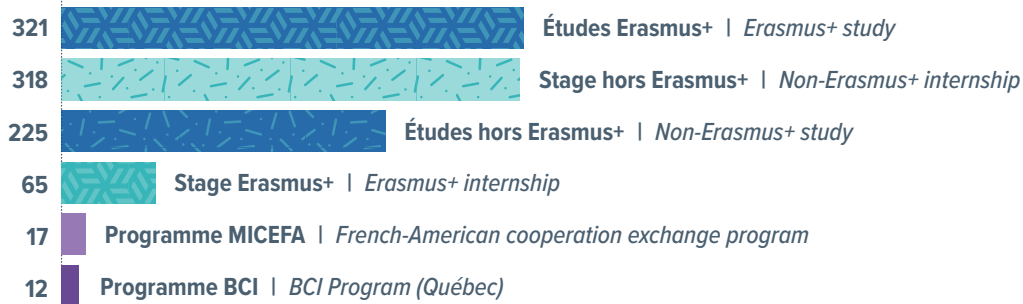 321 Études Erasmus+ | Erasmus+ study
318 Stage hors Erasmus+ | Non-Erasmus+ internship
225 Études hors Erasmus+ | Non-Erasmus+ study
65 Stage Erasmus+ | Erasmus+ internship
17 Programme MICEFA | French-American cooperation exchange program
12 Programme BCI | BCI Program (Québec)